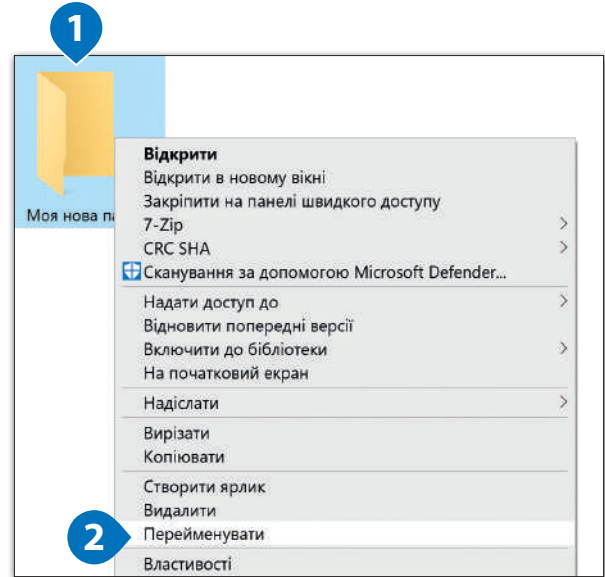 1
Відкрити
Відкрити в новому вікні
Закріпити на панелі швидкого доступу
Моя нова
7-Zip
CRC SHA
Сканування за допомогою Microsoft Defender...
Надати доступ до
Відновити попередні версії
Включити до бібліотеки
На початковий екран
Надіслати
Вирізати
Копіювати
Створити ярлик
Видалити
2
Перейменувати
Властивості